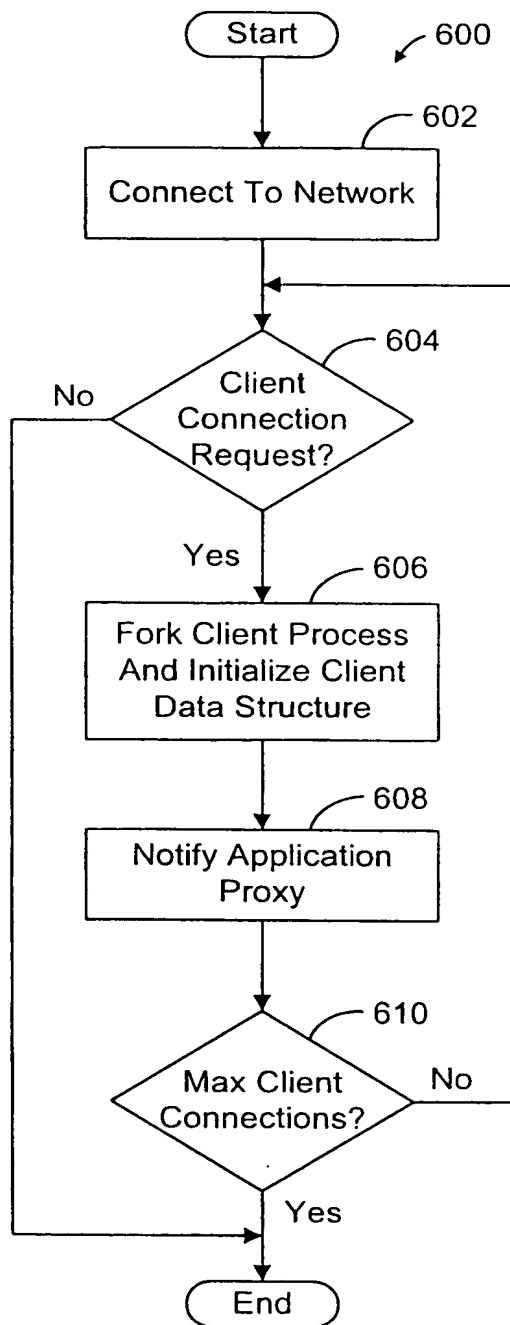 Start
600
602
Connect To Network
604
Client
Connection
Request?
No
Yes
606
Fork Client Process
And Initialize Client
Data Structure
608
Notify Application
Proxy
610
Max Client
Connections?
No
Yes
End